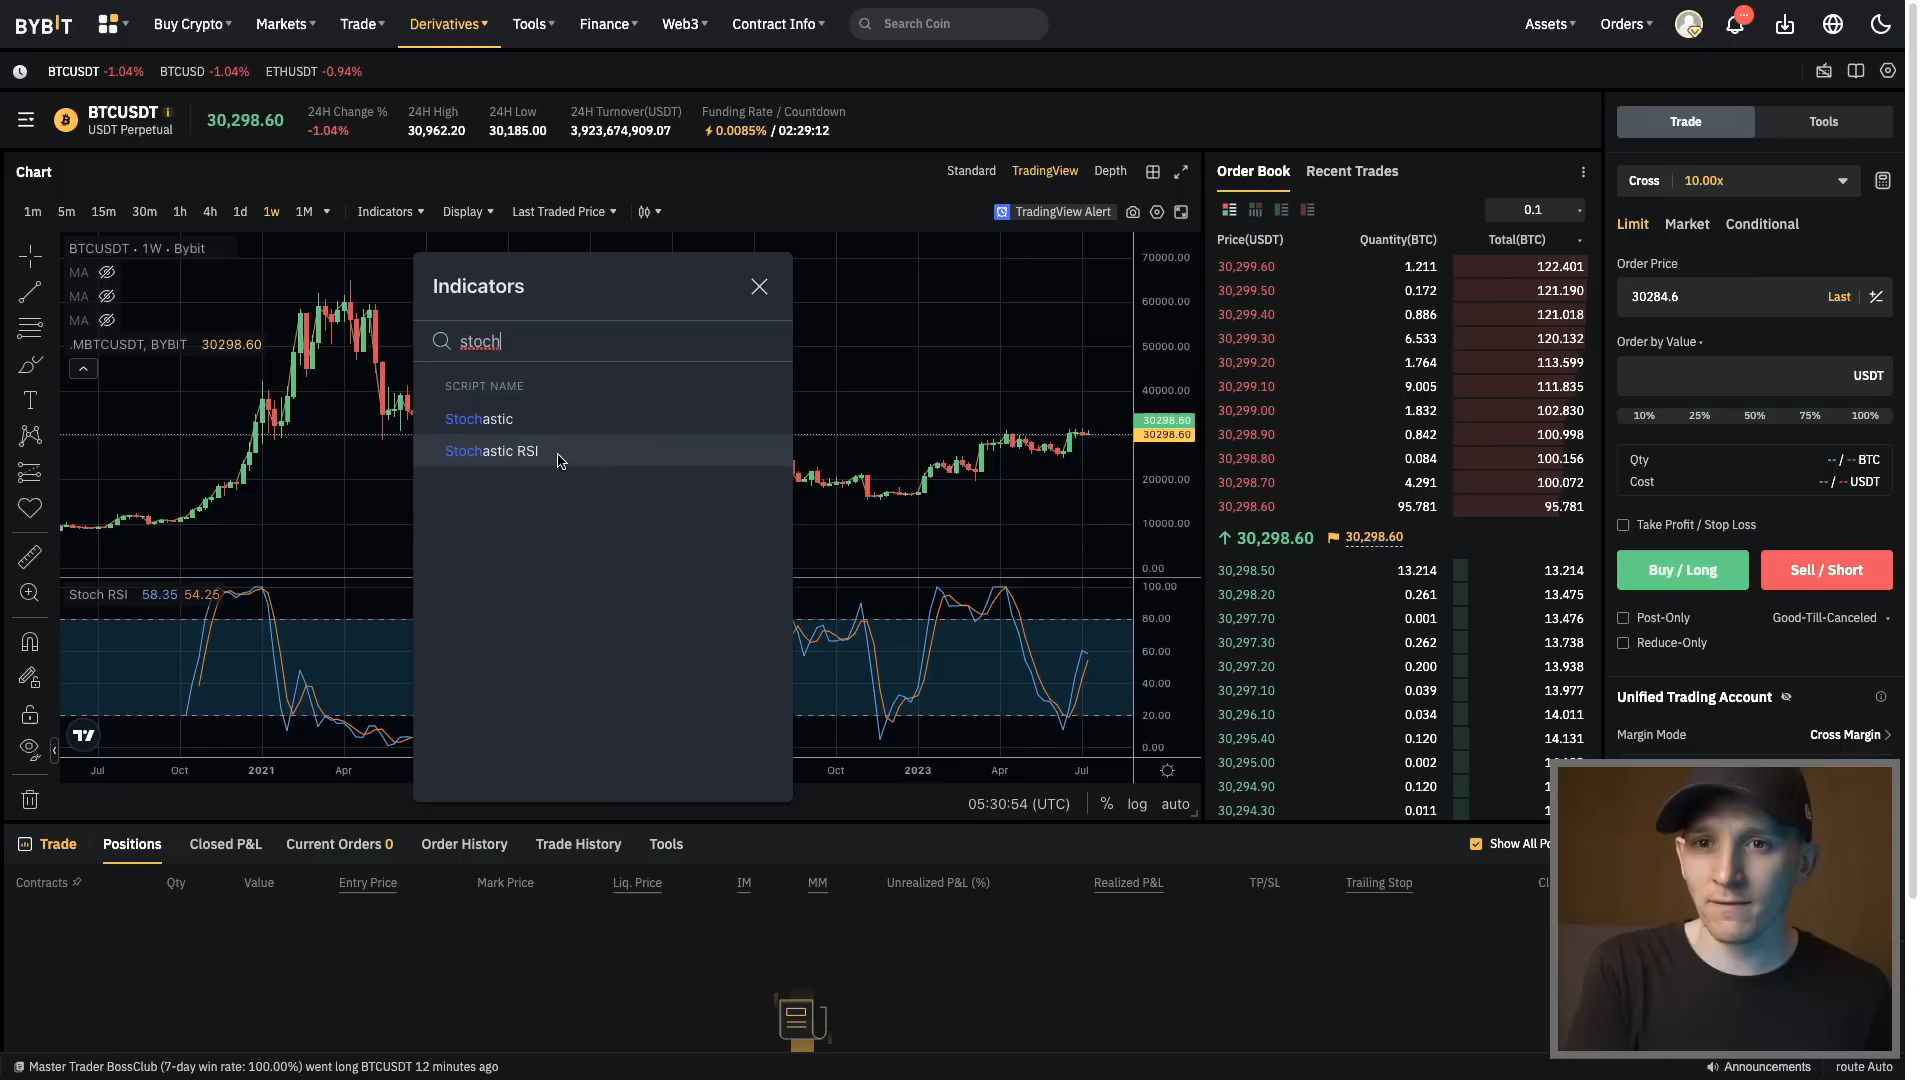 BYBIT Buy Crypto Markets Trade Derivatives Tools Finance Web3 Contract Info Search Coin Assets Orders
BTCUSDT -1.04% BTCUSD -1.04% ETHUSDT -0.94%
BTCUSDT
USDT Perpetual
30,298.60
24H Change %
-1.04%
24H High
30,962.20
24H Low
30,185.00
24H Turnover(USDT)
3,923,674,909.07
Funding Rate / Countdown
0.0085% / 02:29:12
Chart
Standard TradingView Depth
1m 5m 15m 30m 1h 4h 1d 1w 1M Indicators Display Last Traded Price TradingView Alert
BTCUSDT · 1W · Bybit
MA
MA
MA
.MBTCUSDT, BYBIT 30298.60
70000.00
60000.00
50000.00
40000.00
30298.60
30298.60
20000.00
10000.00
0.00
Indicators
stoch
SCRIPT NAME
Stochastic
Stochastic RSI
Stoch RSI 58.35 54.25
100.00
80.00
60.00
40.00
20.00
0.00
Jul Oct 2021 Apr Oct 2023 Apr Jul
05:30:54 (UTC) % log auto
Order Book Recent Trades
0.1
Price(USDT) Quantity(BTC) Total(BTC)
30,299.60 1.211 122.401
30,299.50 0.172 121.190
30,299.40 0.886 121.018
30,299.30 6.533 120.132
30,299.20 1.764 113.599
30,299.10 9.005 111.835
30,299.00 1.832 102.830
30,298.90 0.842 100.998
30,298.80 0.084 100.156
30,298.70 4.291 100.072
30,298.60 95.781 95.781
30,298.60 30,298.60
30,298.50 13.214 13.214
30,298.20 0.261 13.475
30,297.70 0.001 13.476
30,297.30 0.262 13.738
30,297.20 0.200 13.938
30,297.10 0.039 13.977
30,296.10 0.034 14.011
30,295.40 0.120 14.131
30,295.00 0.002
30,294.90 0.120
30,294.30 0.011
Trade Tools
Cross 10.00x
Limit Market Conditional
Order Price
30284.6 Last
Order by Value
USDT
10% 25% 50% 75% 100%
Qty -- / -- BTC
Cost -- / -- USDT
Take Profit / Stop Loss
Buy / Long Sell / Short
Post-Only Good-Till-Canceled
Reduce-Only
Unified Trading Account
Margin Mode Cross Margin
Trade Positions Closed P&L Current Orders 0 Order History Trade History Tools Show All Po
Contracts Qty Value Entry Price Mark Price Liq. Price IM MM Unrealized P&L (%) Realized P&L TP/SL Trailing Stop Cl
Master Trader BossClub (7-day win rate: 100.00%) went long BTCUSDT 12 minutes ago
Announcements route Auto